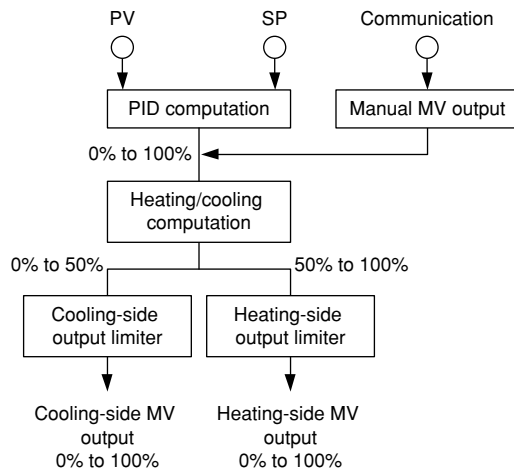 PV
SP
Communication
PID computation
Manual MV output
0% to 100%
Heating/cooling
computation
0% to 50%
50% to 100%
Cooling-side
output limiter
Heating-side
output limiter
Cooling-side MV
output
0% to 100%
Heating-side MV
output
0% to 100%